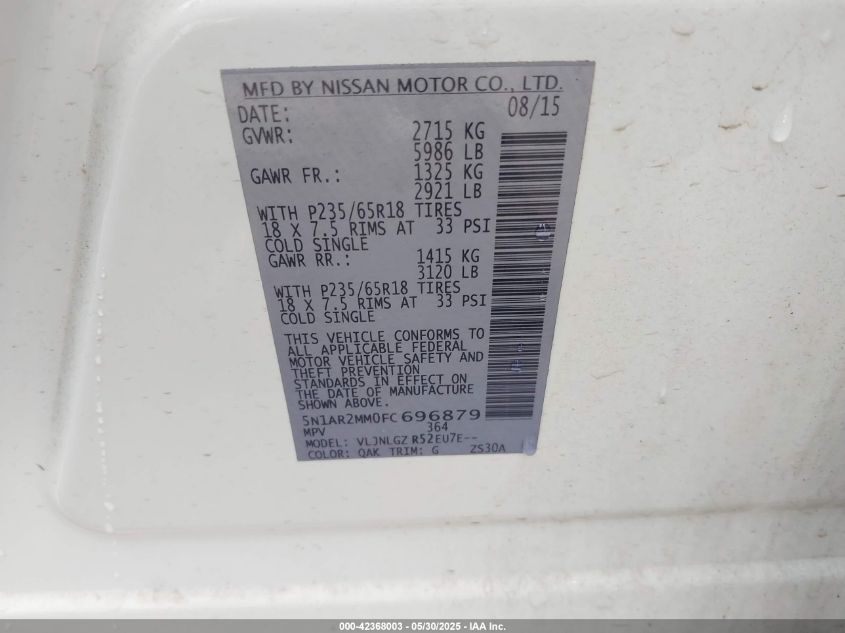 MFD BY NISSAN MOTOR CO., LTD.
DATE: 08/15
GVWR: 2715 KG
5986 LB
GAWR FR.: 1325 KG
2921 LB
WITH P235/65R18 TIRES
18 X 7.5 RIMS AT 33 PSI
COLD SINGLE
GAWR RR.: 1415 KG
3120 LB
WITH P235/65R18 TIRES
18 X 7.5 RIMS AT 33 PSI
COLD SINGLE
THIS VEHICLE CONFORMS TO
ALL APPLICABLE FEDERAL
MOTOR VEHICLE SAFETY AND
THEFT PREVENTION
STANDARDS IN EFFECT ON
THE DATE OF MANUFACTURE
SHOWN ABOVE.
5N1AR2MM0FC696879
MPV 364
MODEL: VLJNLGZ R52EU7E--
COLOR: QAK TRIM: G ZS30A
000-42368003 — 05/30/2025 - IAA Inc.